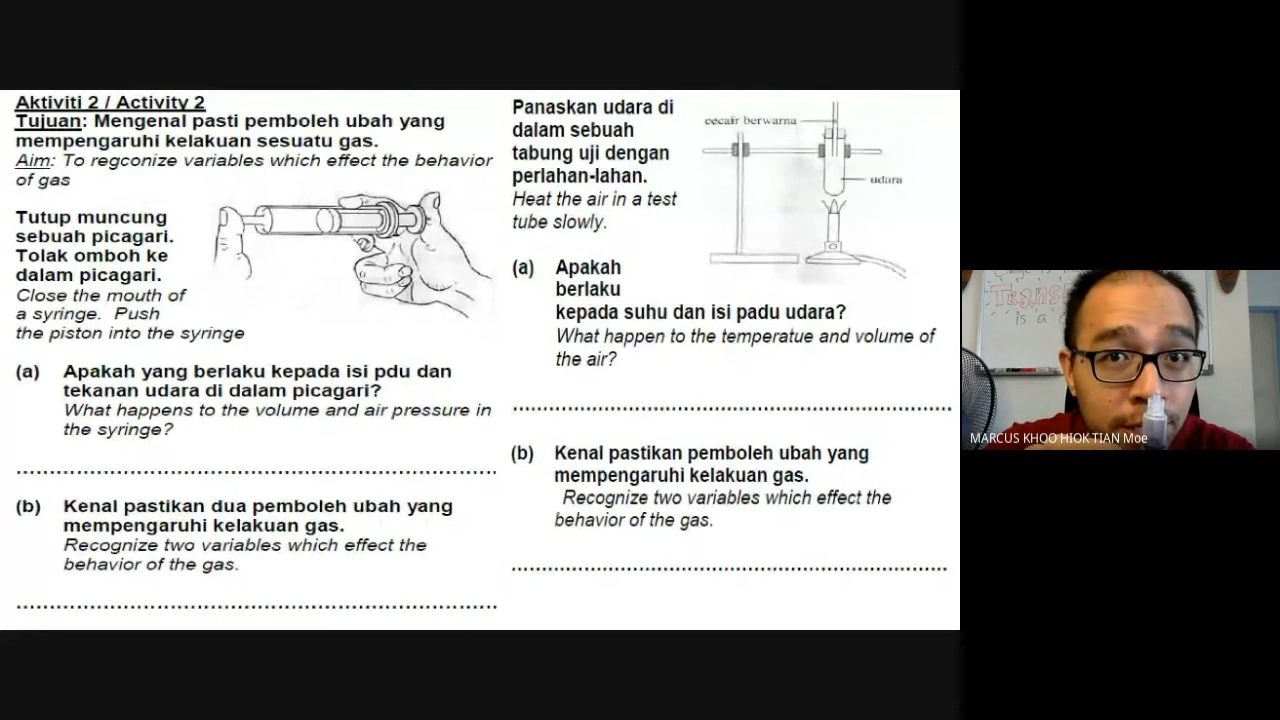 Aktiviti 2 / Activity 2
Tujuan: Mengenal pasti pemboleh ubah yang
mempengaruhi kelakuan sesuatu gas.
Aim: To regconize variables which effect the behavior
of gas
Tutup muncung
sebuah picagari.
Tolak omboh ke
dalam picagari.
Close the mouth of
a syringe. Push
the piston into the syringe
(a) Apakah yang berlaku kepada isi pdu dan
tekanan udara di dalam picagari?
What happens to the volume and air pressure in
the syringe?
(b) Kenal pastikan dua pemboleh ubah yang
mempengaruhi kelakuan gas.
Recognize two variables which effect the
behavior of the gas.
Panaskan udara di
dalam sebuah
tabung uji dengan
perlahan-lahan.
Heat the air in a test
tube slowly.
cecair berwarna
udara
(a) Apakah
berlaku
kepada suhu dan isi padu udara?
What happen to the temperatue and volume of
the air?
(b) Kenal pastikan pemboleh ubah yang
mempengaruhi kelakuan gas.
Recognize two variables which effect the
behavior of the gas.
is a
MARCUS KHOO HIOK TIAN Moe